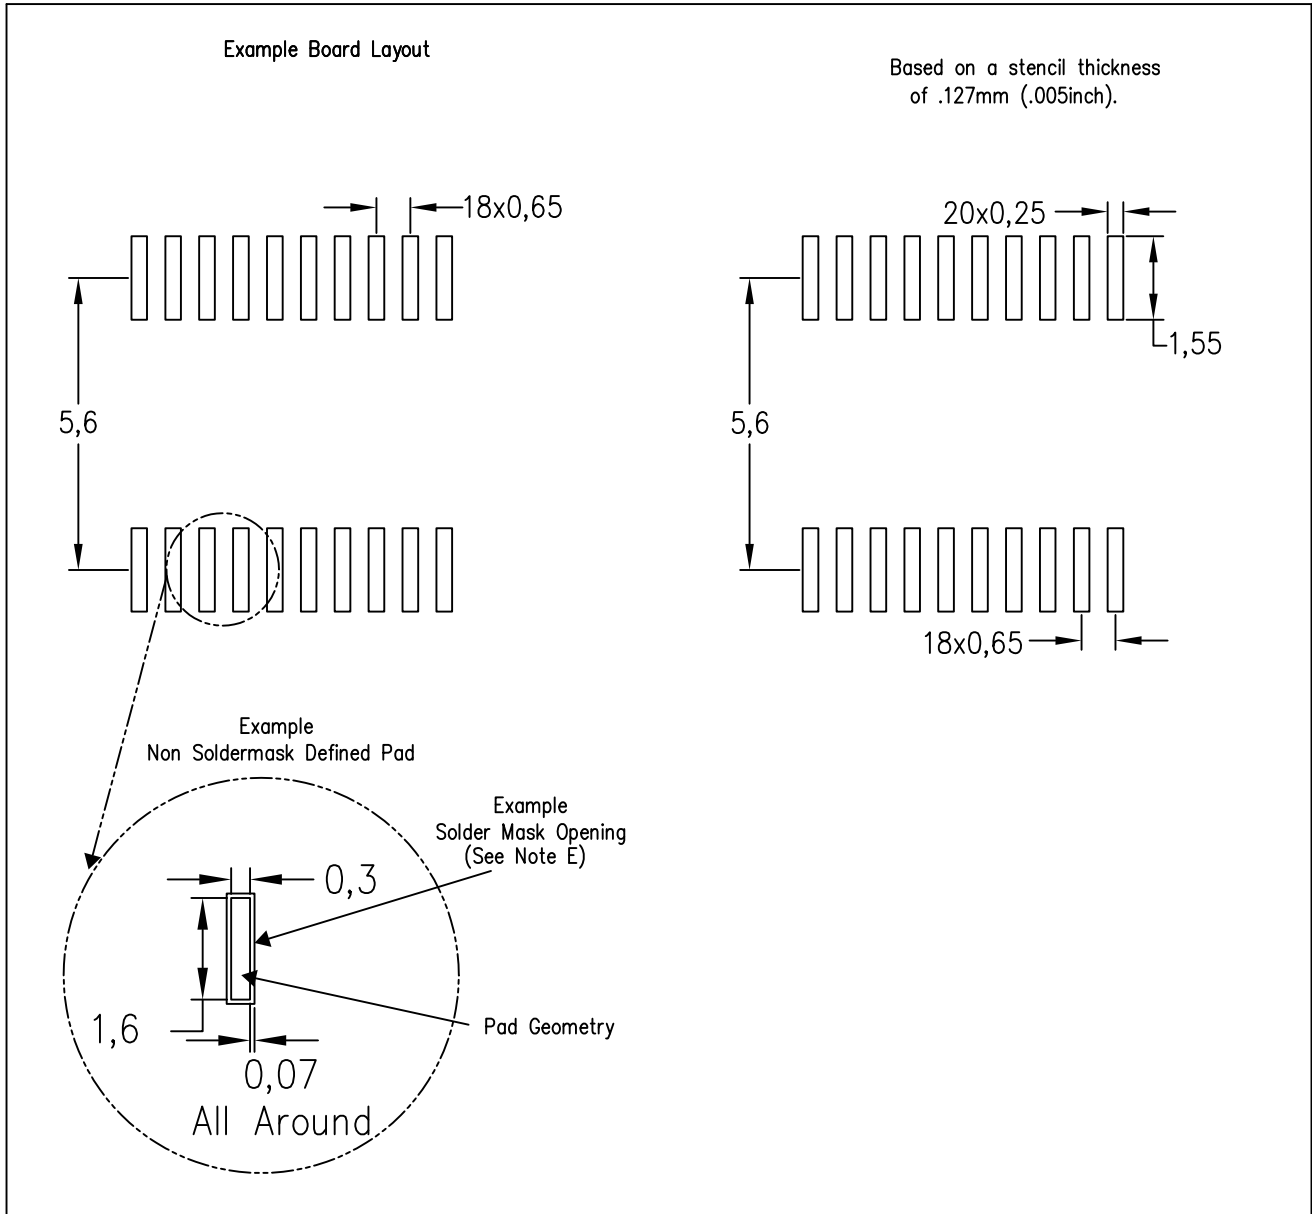 Example Board Layout
Based on a stencil thickness
of .127mm (.005inch).
18x0,65
20x0,25
1,55
5,6
5,6
18x0,65
Example
Non Soldermask Defined Pad
Example
Solder Mask Opening
(See Note E)
0,3
1,6
Pad Geometry
0,07
All Around